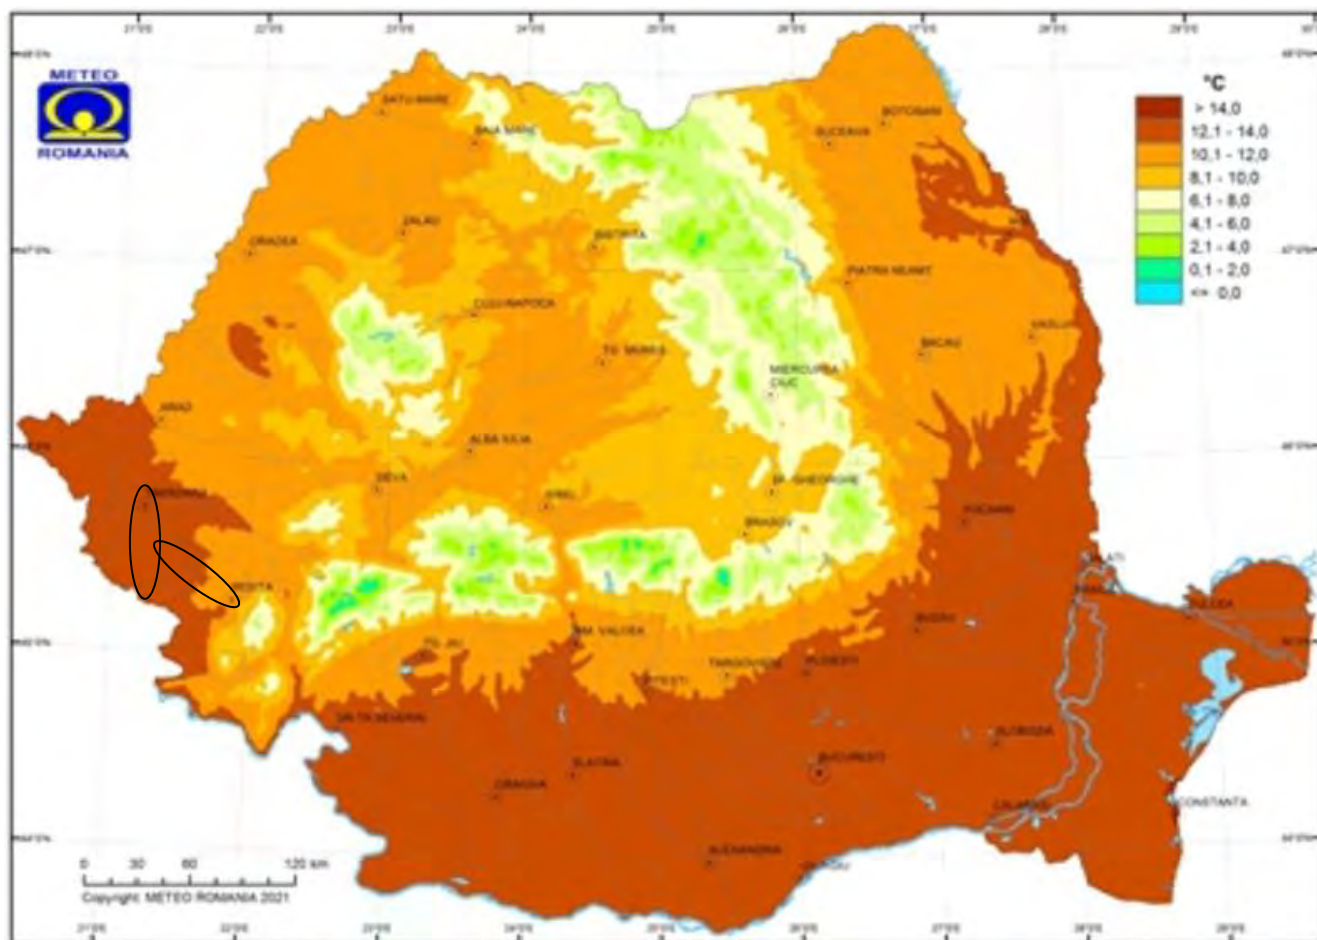 METEO
ROMANIA
°C
> 14,0
12,1 - 14,0
10,1 - 12,0
8,1 - 10,0
6,1 - 8,0
4,1 - 6,0
2,1 - 4,0
0,1 - 2,0
<= 0,0
SATU-MARE
BAIA MARE
SUCEAVA
BOTOSANI
ZALAU
ORADEA
BISTRITA
PIATRA NEAMT
CLUJ-NAPOCA
TG. MURES
BACAU
VASLUI
MIERCUREA
CIUC
ARAD
ALBA IULIA
DEVA
SIBIU
SF. GHEORGHE
BRASOV
FOCSANI
RESITA
GALATI
BRAILA
TULCEA
BUZAU
RM. VALCEA
TG. JIU
TARGOVISTE
PLOIESTI
PITESTI
DR.TR.SEVERIN
SLOBOZIA
SLATINA
BUCURESTI
CRAIOVA
CALARASI
CONSTANTA
ALEXANDRIA
GIURGIU
0 30 60 120 km
Copyright: METEO ROMANIA 2021